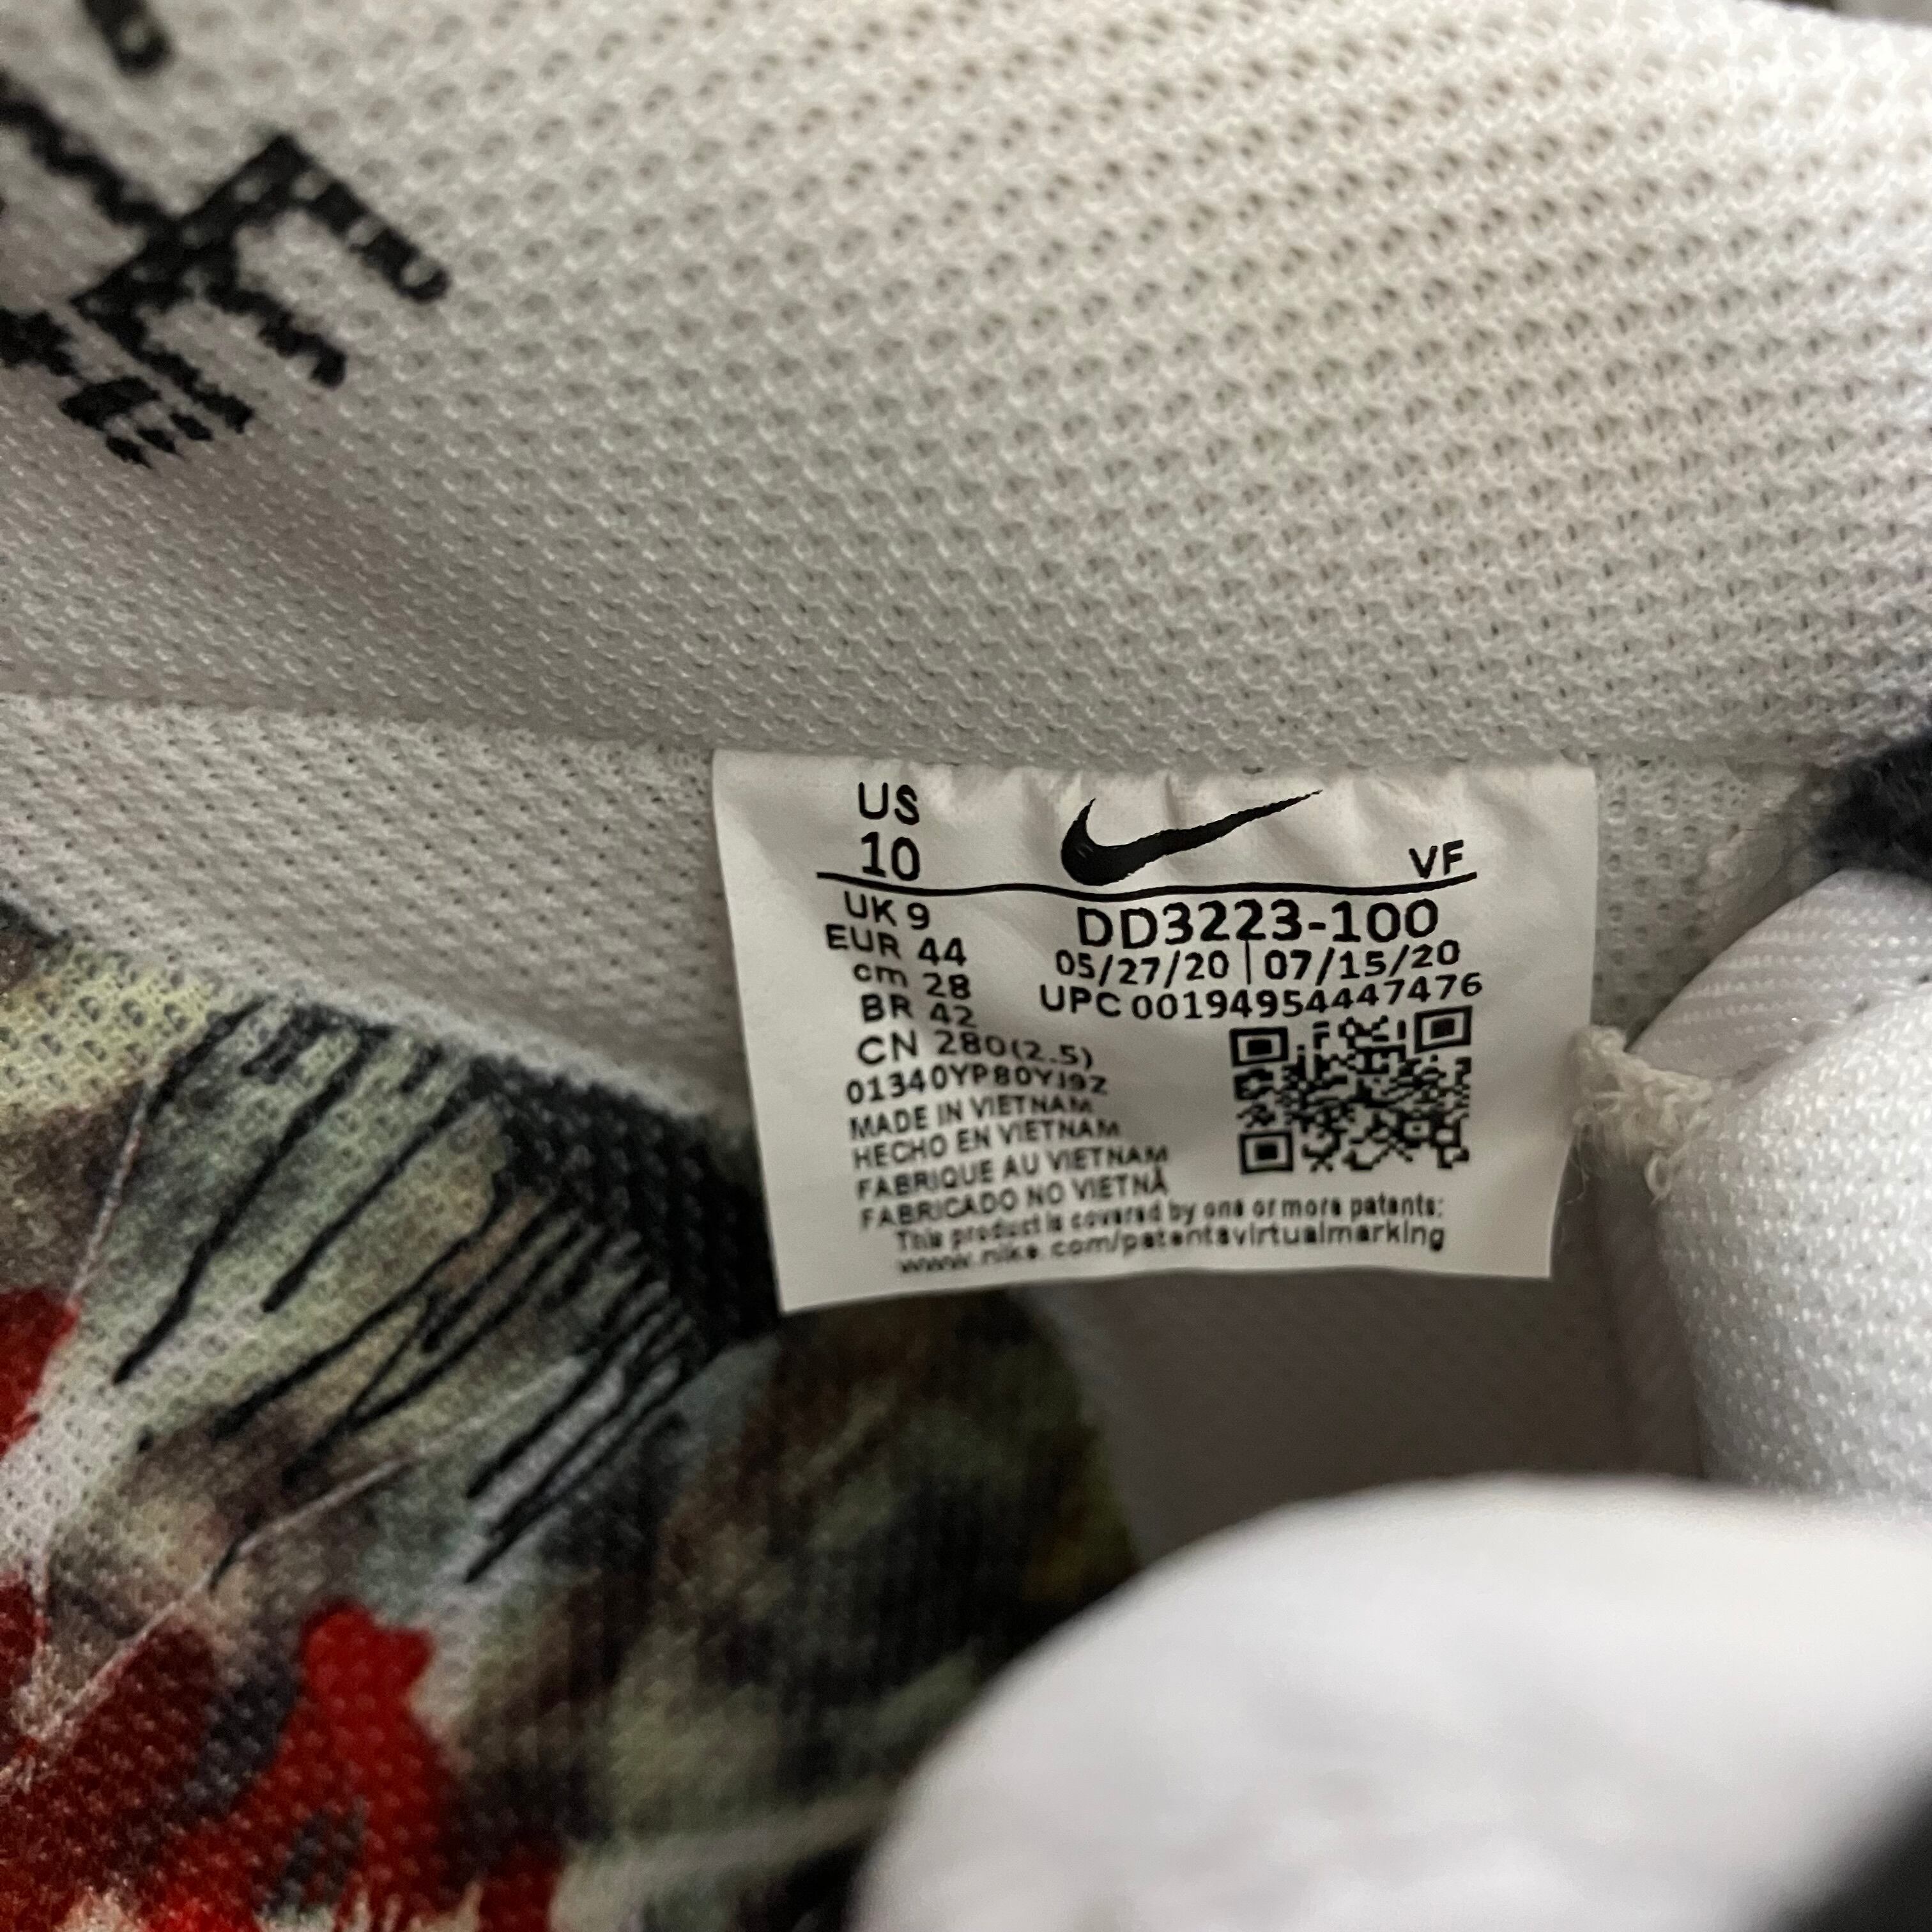 US
10
VF
UK 9
EUR 44
cm 28
BR 42
CN 280(2.5)
DD3223-100
05/27/20 | 07/15/20
UPC 00194954447476
01340YP80YJ9Z
MADE IN VIETNAM
HECHO EN VIETNAM
FABRIQUE AU VIETNAM
FABRICADO NO VIETNÃ
This product is covered by one or more patents:
www.nike.com/patentsvirtualmarking